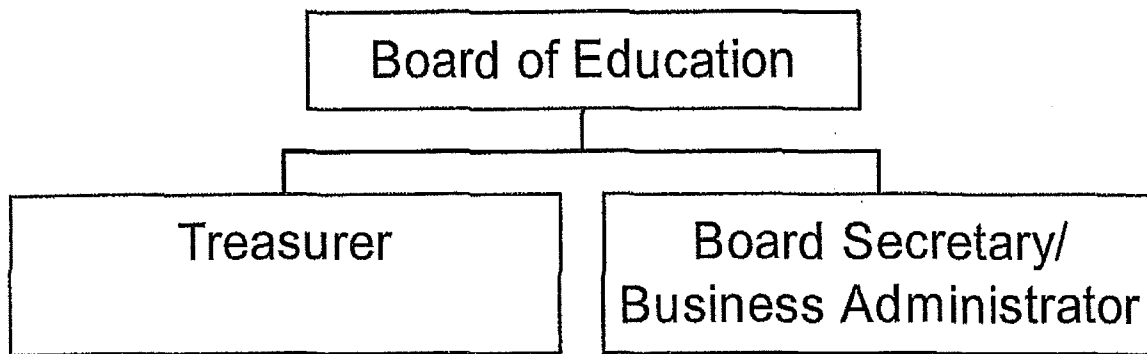 Board of Education
Treasurer
Board Secretary/
Business Administrator